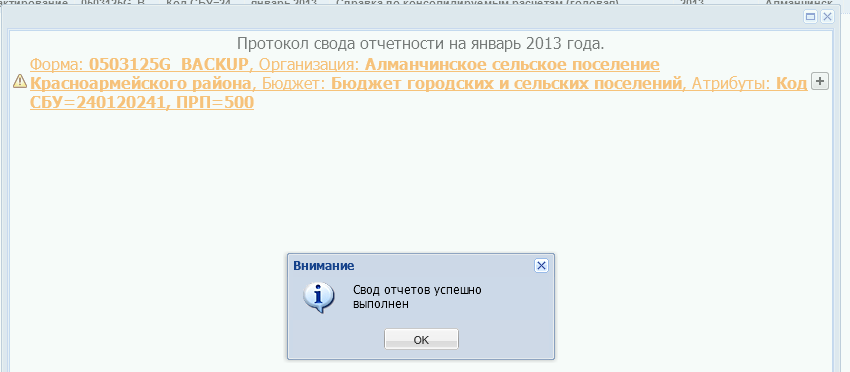 Протокол свода отчетности на январь 2013 года.
Форма: 0503125G_BACKUP, Организация: Алманчинское сельское поселение
Красноармейского района, Бюджет: Бюджет городских и сельских поселений, Атрибуты: Код
СБУ=240120241, ПРП=500
Внимание
Свод отчетов успешно
выполнен
OK